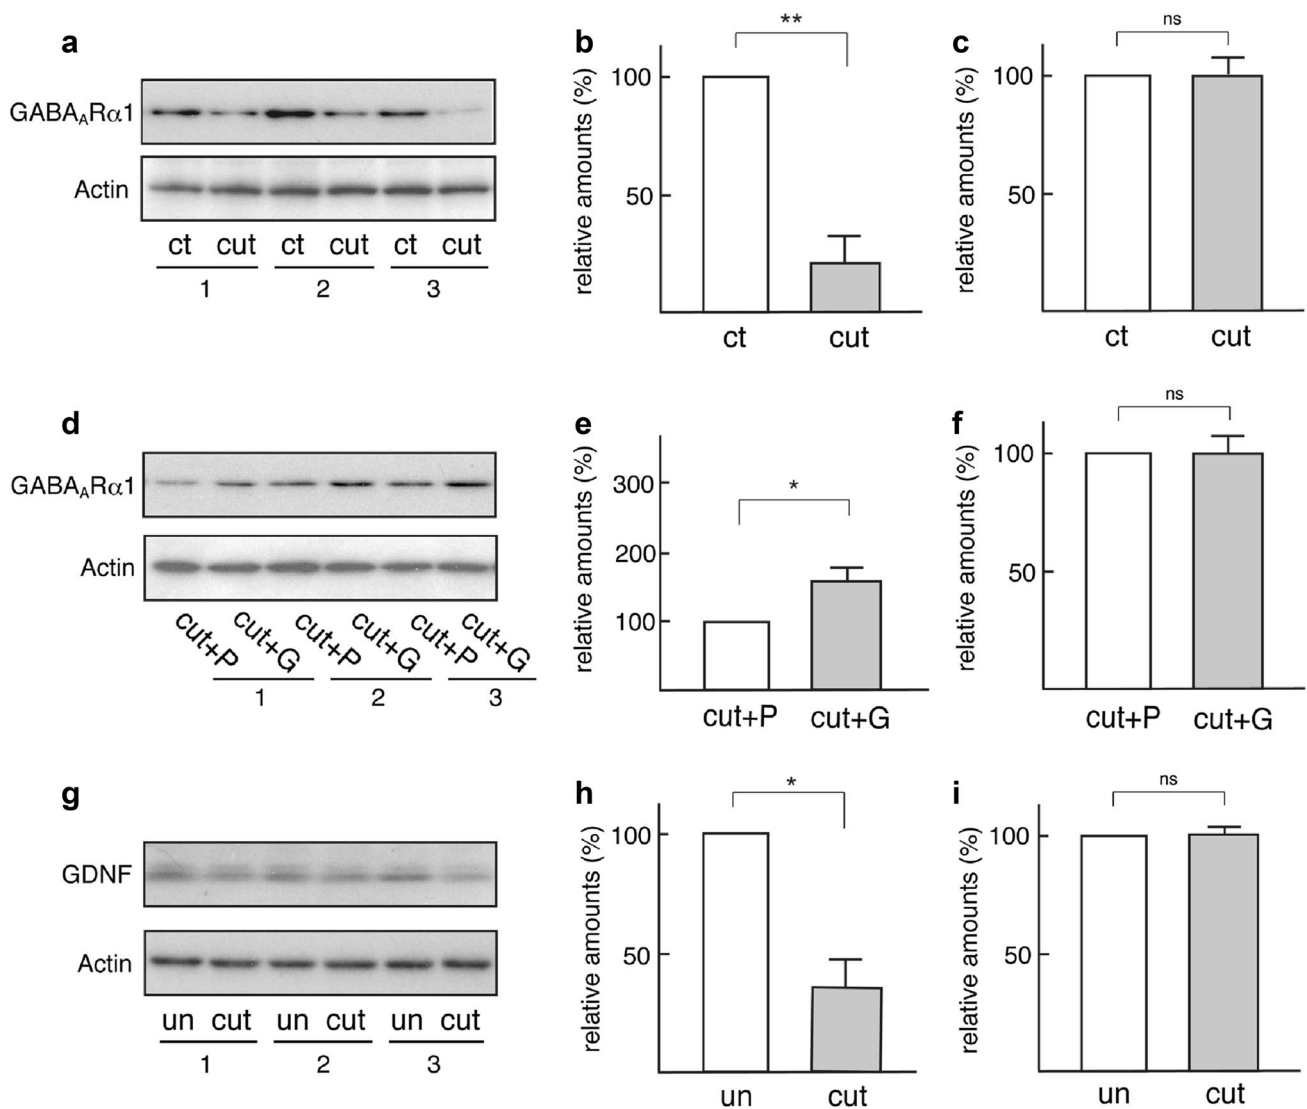 a
GABAARα1
Actin
ct cut ct cut ct cut
1 2 3
b
relative amounts (%)
**
100
50
ct cut
c
relative amounts (%)
ns
100
50
ct cut
d
GABAARα1
Actin
cut+P cut+G cut+P cut+G cut+P cut+G
1 2 3
e
relative amounts (%)
*
300
200
100
cut+P cut+G
f
relative amounts (%)
ns
100
50
cut+P cut+G
g
GDNF
Actin
un cut un cut un cut
1 2 3
h
relative amounts (%)
*
100
50
un cut
i
relative amounts (%)
ns
100
50
un cut